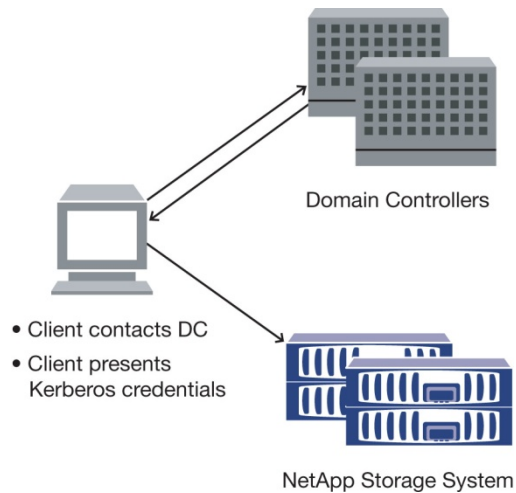 Domain Controllers
• Client contacts DC
• Client presents
Kerberos credentials
NetApp Storage System